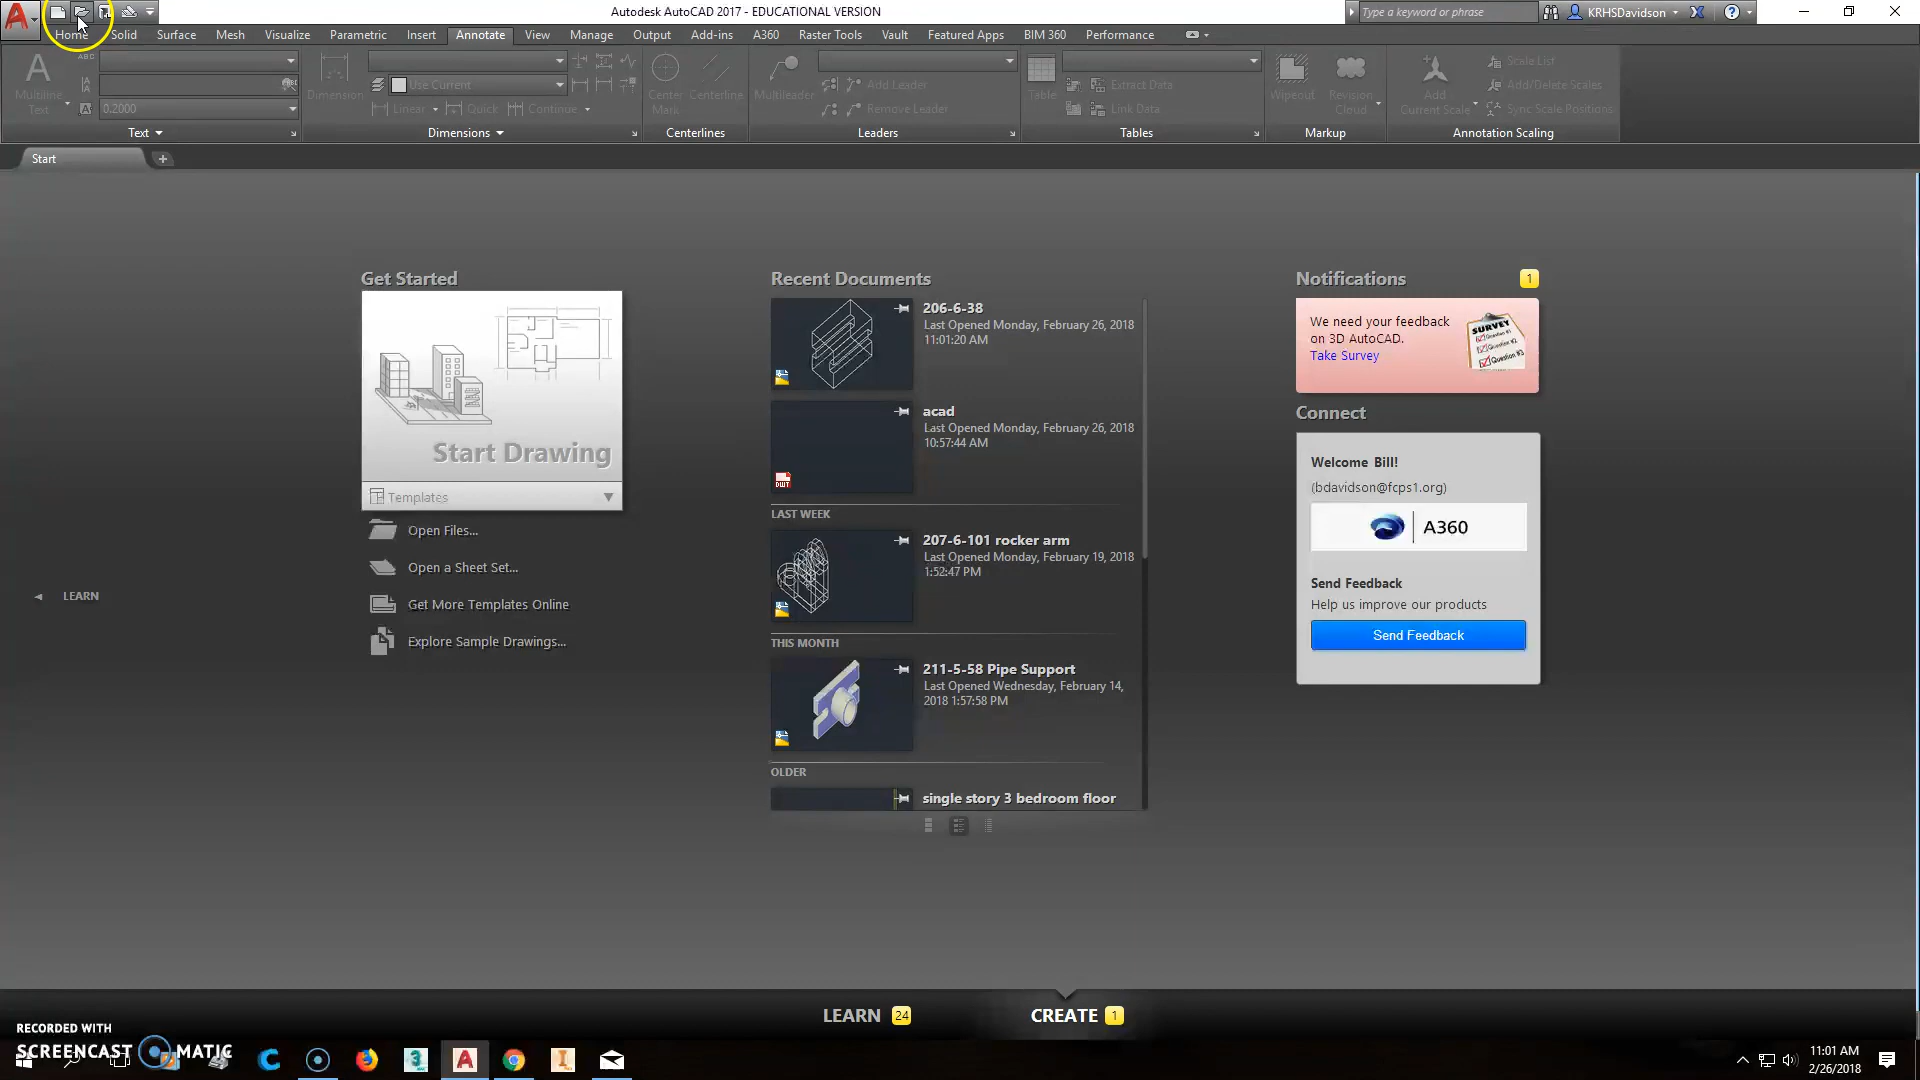 Autodesk AutoCAD 2017 - EDUCATIONAL VERSION
Type a keyword or phrase
KRHSDavidson
Home Solid Surface Mesh Visualize Parametric Insert Annotate View Manage Output Add-ins A360 Raster Tools Vault Featured Apps BIM 360 Performance
ABC
Multiline Text
0.2000
Text
Dimension
Use Current
Linear Quick Continue
Dimensions
Center Mark
Centerline
Centerlines
Multileader
Add Leader
Remove Leader
Leaders
Table
Extract Data
Link Data
Tables
Wipeout
Revision Cloud
Markup
Add Current Scale
Scale List
Add/Delete Scales
Sync Scale Positions
Annotation Scaling
Start
Get Started
Start Drawing
Templates
Open Files...
Open a Sheet Set...
Get More Templates Online
Explore Sample Drawings...
LEARN
Recent Documents
206-6-38
Last Opened Monday, February 26, 2018
11:01:20 AM
acad
Last Opened Monday, February 26, 2018
10:57:44 AM
DWT
LAST WEEK
207-6-101 rocker arm
Last Opened Monday, February 19, 2018
1:52:47 PM
THIS MONTH
211-5-58 Pipe Support
Last Opened Wednesday, February 14,
2018 1:57:58 PM
OLDER
single story 3 bedroom floor
Notifications 1
We need your feedback
on 3D AutoCAD.
Take Survey
SURVEY
Question #1
Question #2
Question #3
Connect
Welcome Bill!
(bdavidson@fcps1.org)
A360
Send Feedback
Help us improve our products
Send Feedback
LEARN 24
CREATE 1
RECORDED WITH
SCREENCAST MATIC
11:01 AM
2/26/2018